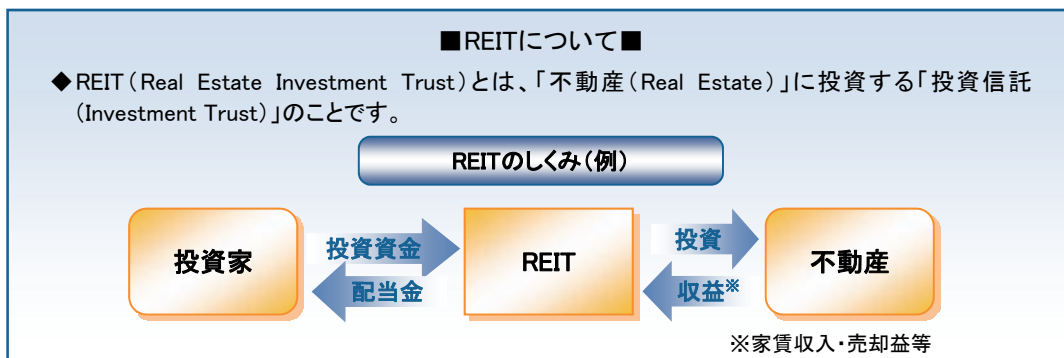 ■REITについて■
◆REIT(Real Estate Investment Trust)とは、「不動産(Real Estate)」に投資する「投資信託
(Investment Trust)」のことです。
REITのしくみ(例)
投資家
投資資金
配当金
REIT
投資
収益※
不動産
※家賃収入・売却益等